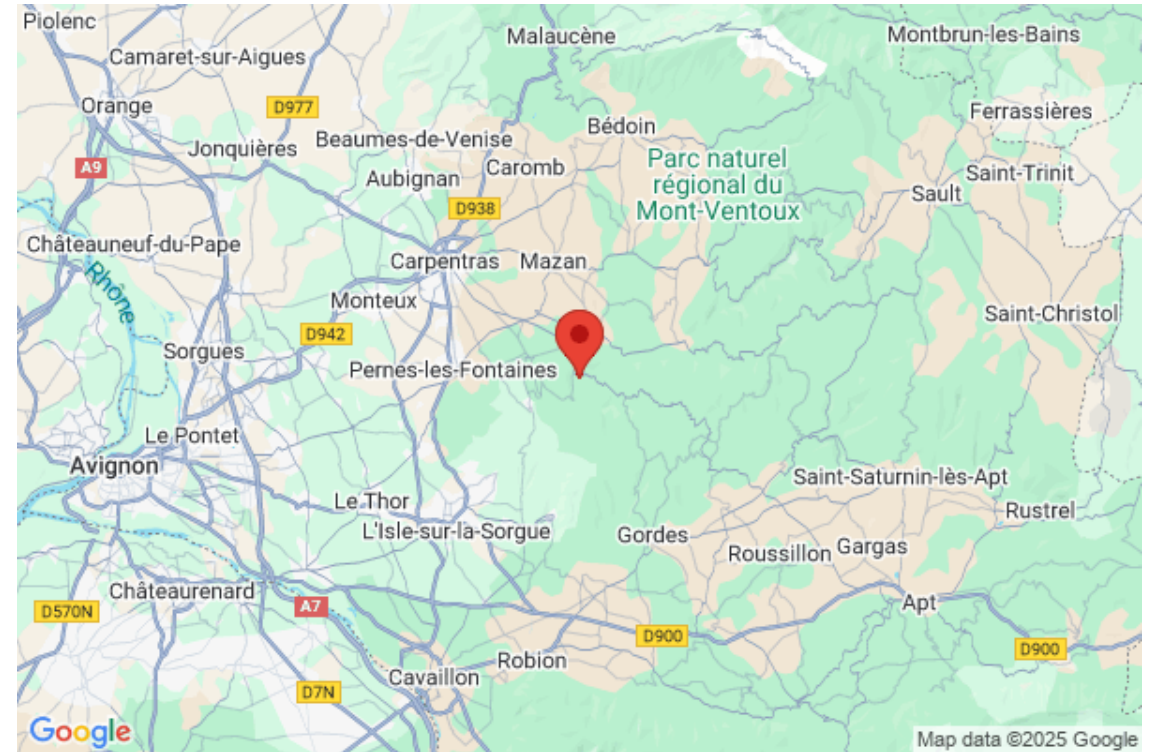 Piolenc
Malaucène
Montbrun-les-Bains
Camaret-sur-Aigues
Orange
D977
Ferrassières
Bédoin
Beaumes-de-Venise
Jonquières
A9
Caromb
Parc naturel
régional du
Mont-Ventoux
Aubignan
Saint-Trinit
Sault
D938
Châteauneuf-du-Pape
Rhône
Carpentras
Mazan
Monteux
Saint-Christol
D942
Sorgues
Pernes-les-Fontaines
Le Pontet
Avignon
Saint-Saturnin-lès-Apt
Le Thor
Rustrel
L'Isle-sur-la-Sorgue
Gordes
Roussillon
Gargas
Châteaurenard
D570N
A7
Apt
D900
D900
Robion
Cavaillon
D7N
Google
Map data ©2025 Google